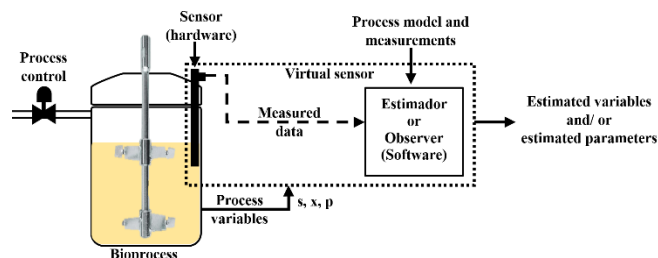 Sensor
(hardware)
Process model and
measurements
Process
control
Virtual sensor
Measured
data
Estimador
or
Observer
(Software)
Estimated variables
and/ or
estimated parameters
Process
variables
s, x, p
Bioprocess